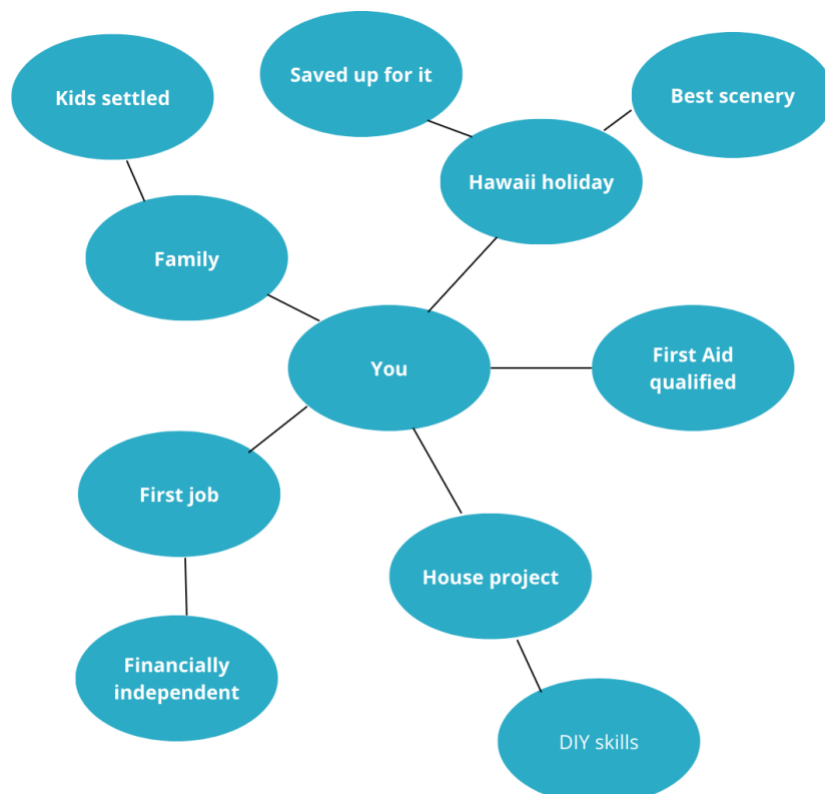 Saved up for it
Kids settled
Best scenery
Hawaii holiday
Family
You
First Aid
qualified
First job
House project
Financially
independent
DIY skills